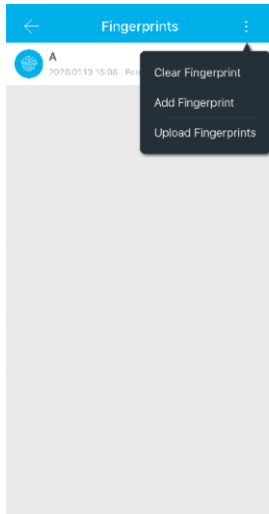 Fingerprints
A
2020.01.13 15:08
Clear Fingerprint
Add Fingerprint
Upload Fingerprints